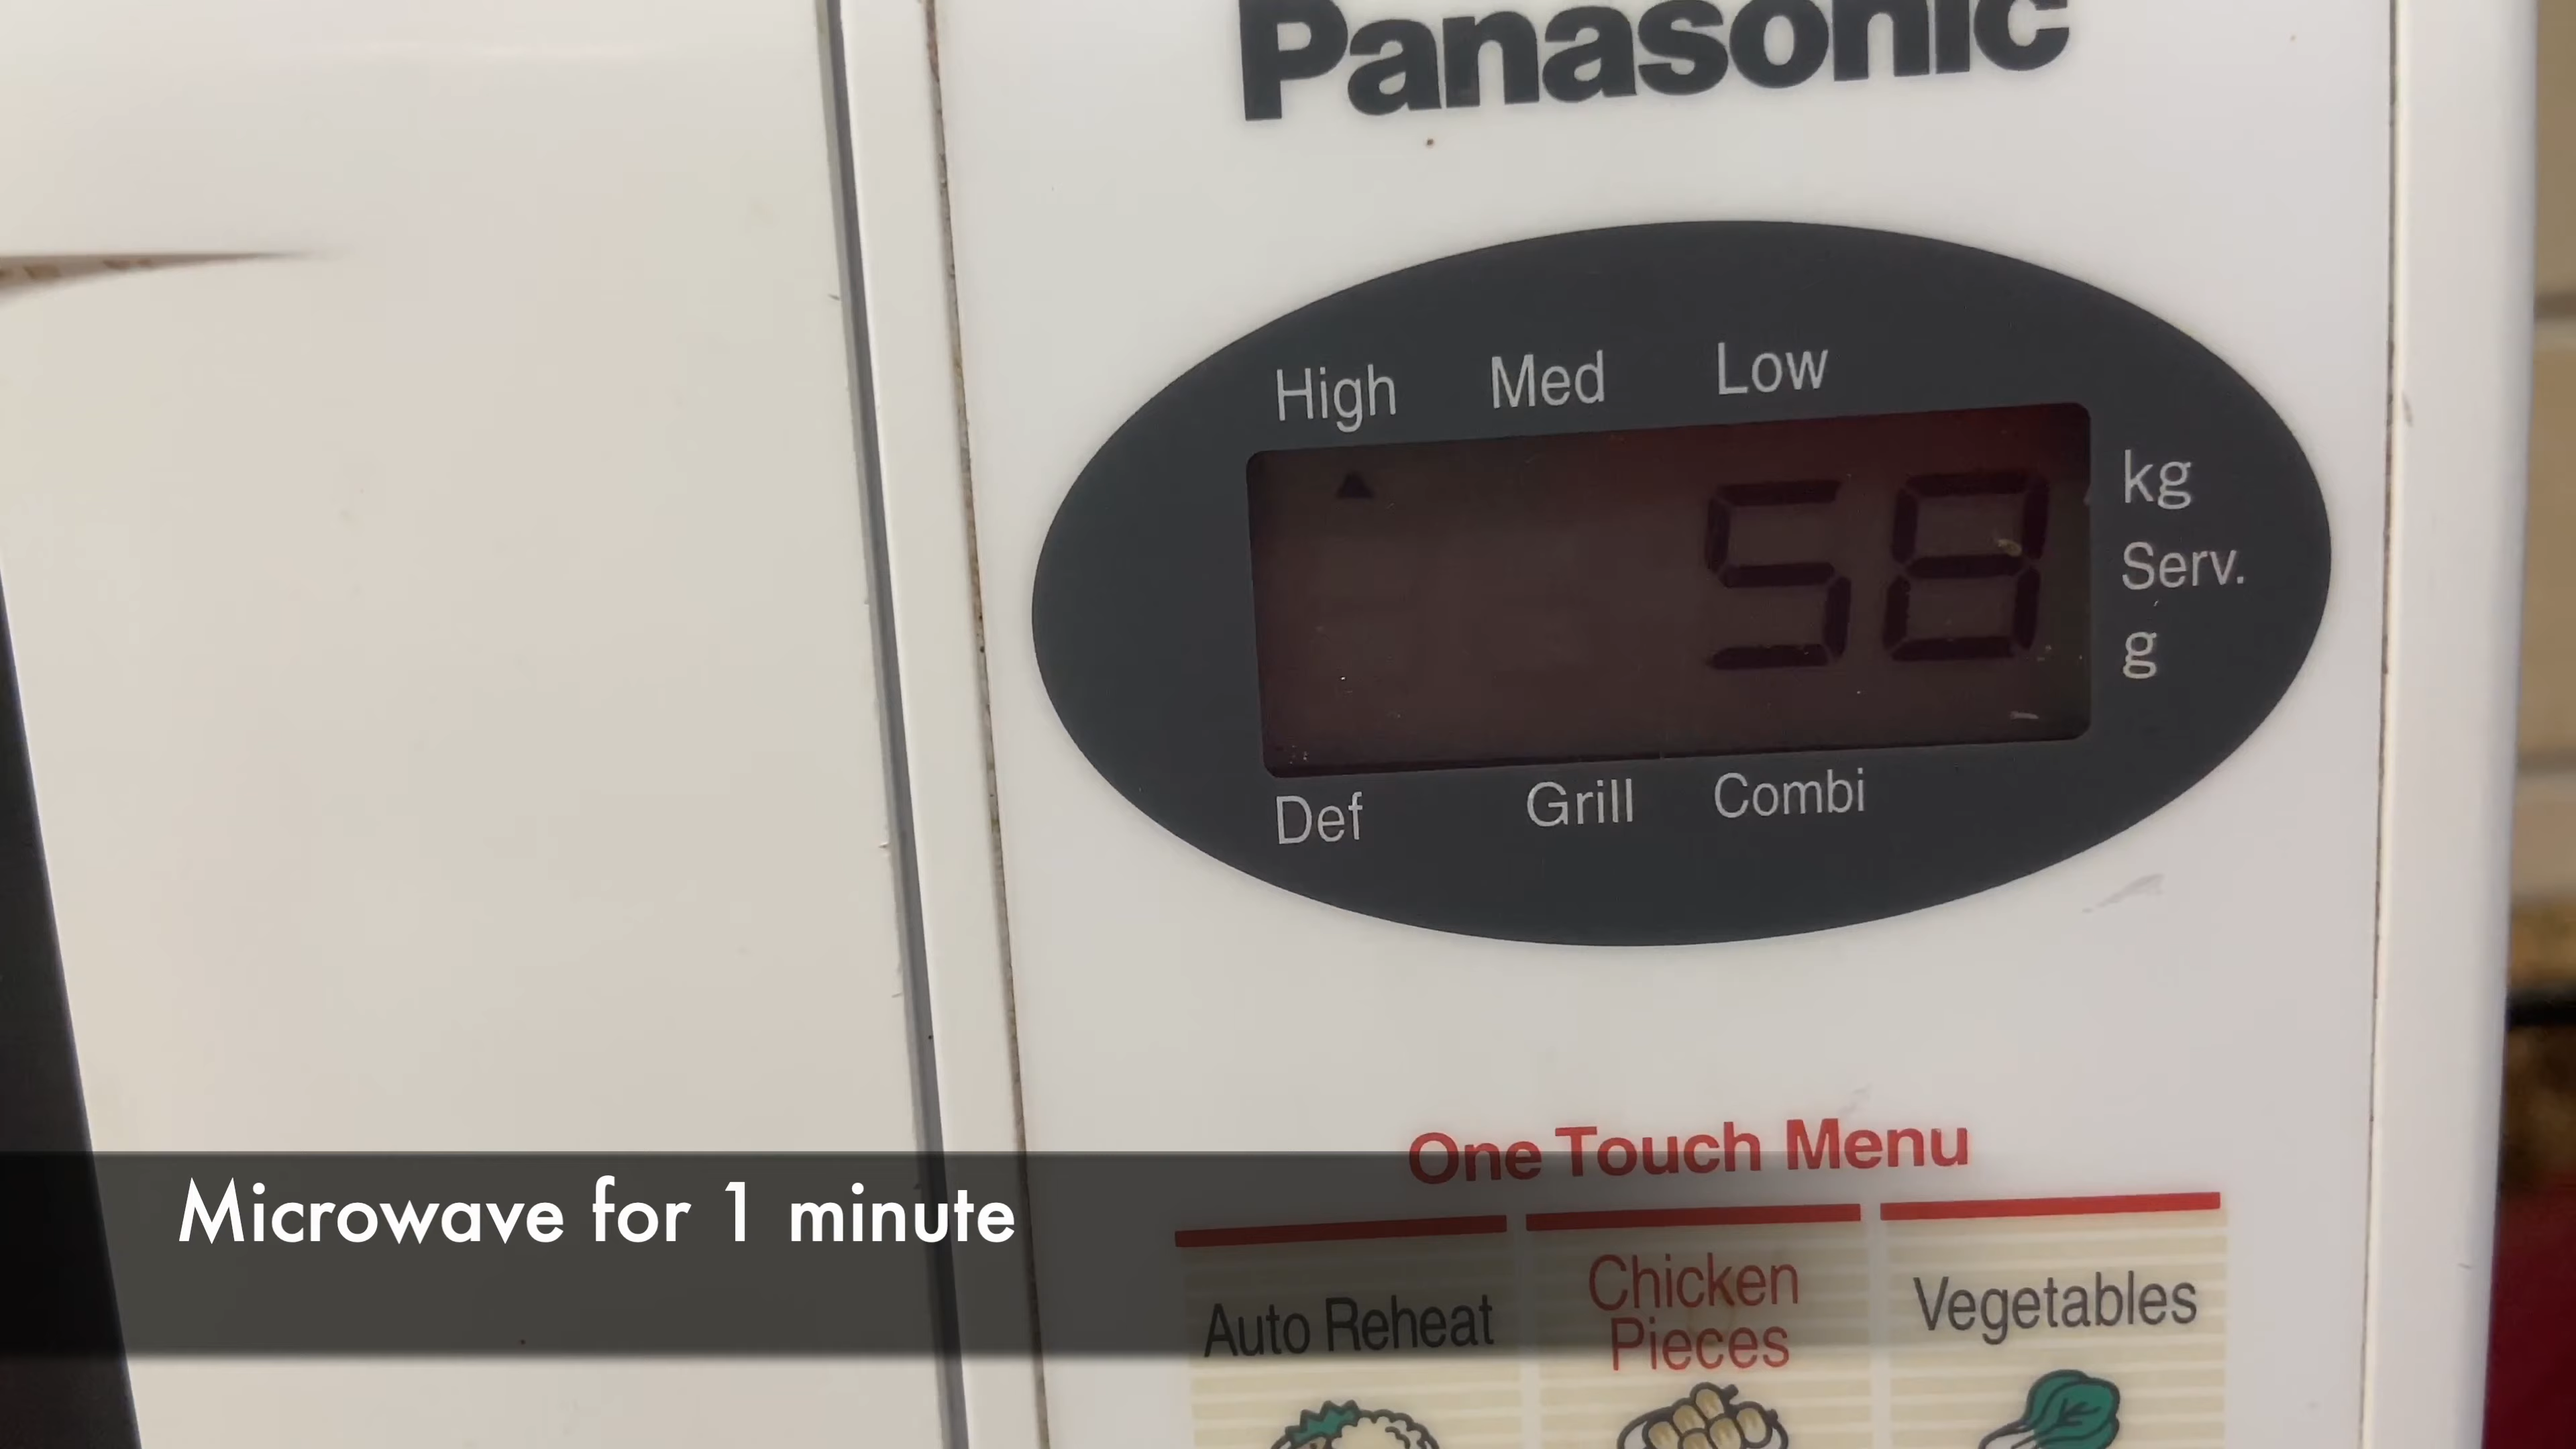 Panasonic
High Med Low
58
kg
Serv.
g
Def Grill Combi
One Touch Menu
Microwave for 1 minute
Auto Reheat
Chicken
Pieces
Vegetables